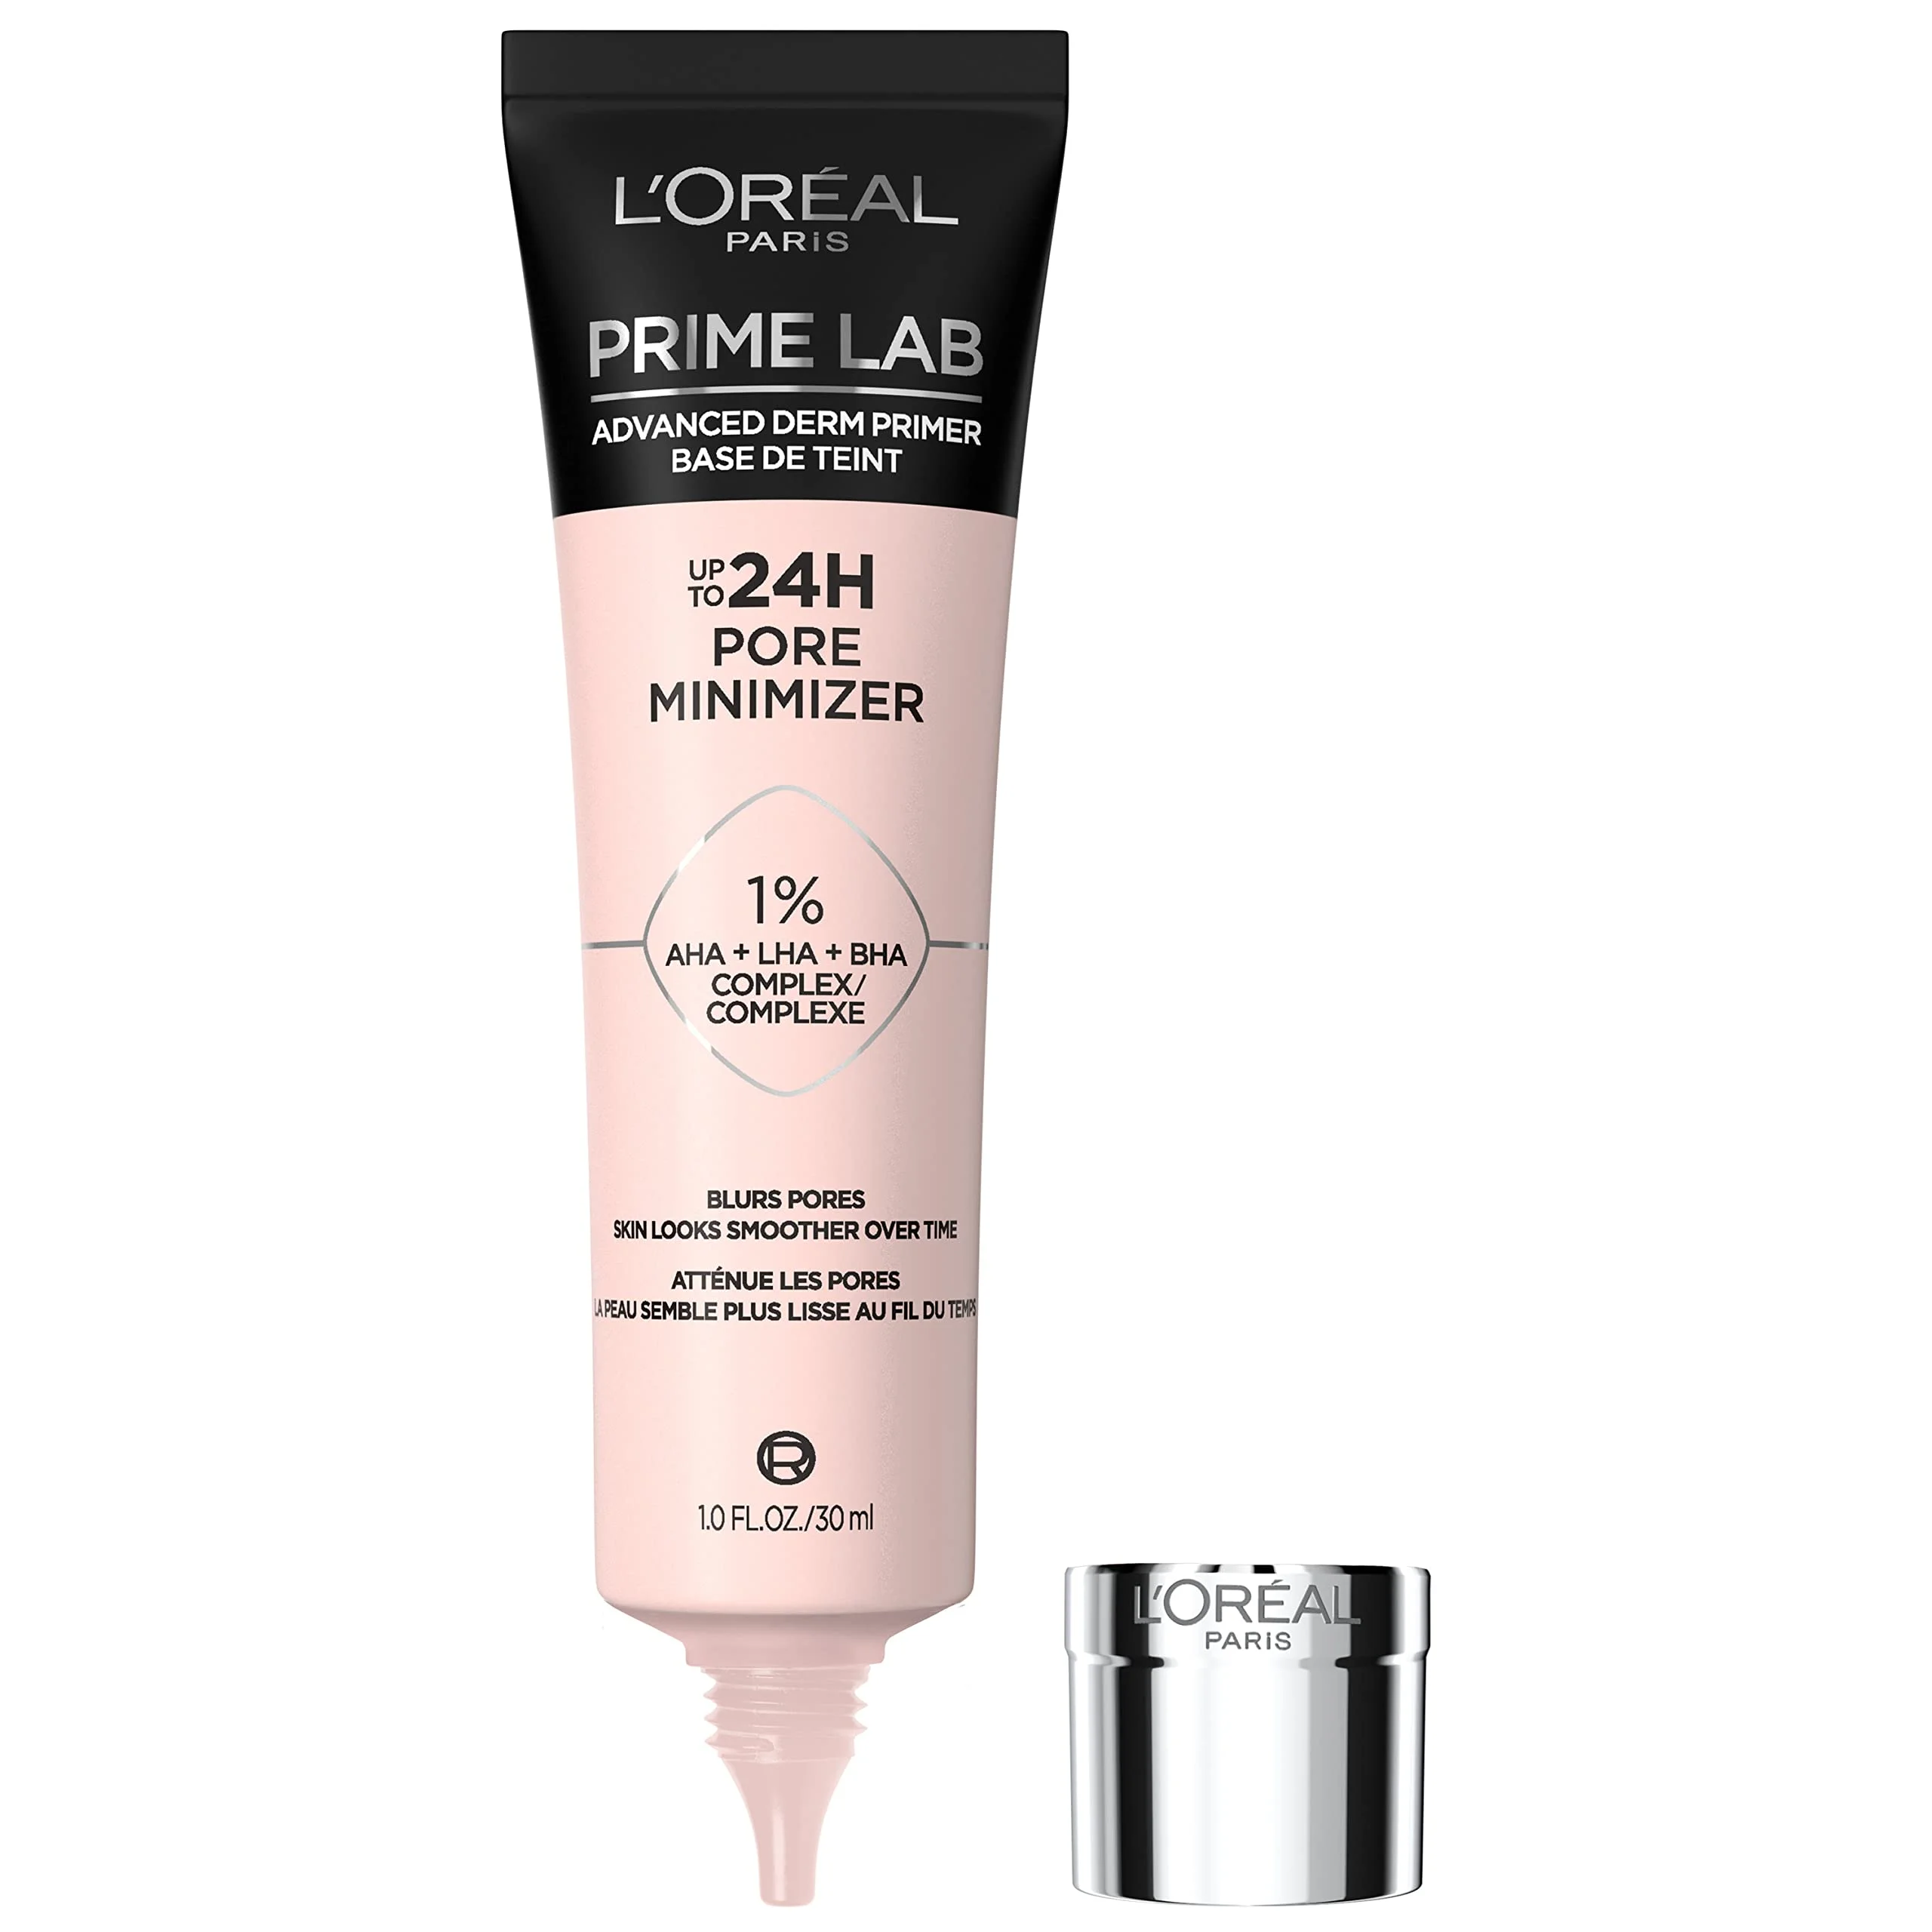 L'ORÉAL
PARiS
PRIME LAB
ADVANCED DERM PRIMER
BASE DE TEINT
UP TO 24H
PORE
MINIMIZER
1%
AHA + LHA + BHA
COMPLEX/
COMPLEXE
BLURS PORES
SKIN LOOKS SMOOTHER OVER TIME
ATTÉNUE LES PORES
LA PEAU SEMBLE PLUS LISSE AU FIL DU TEMPS
R
1.0 FL.OZ./30 ml
L'ORÉAL
PARiS